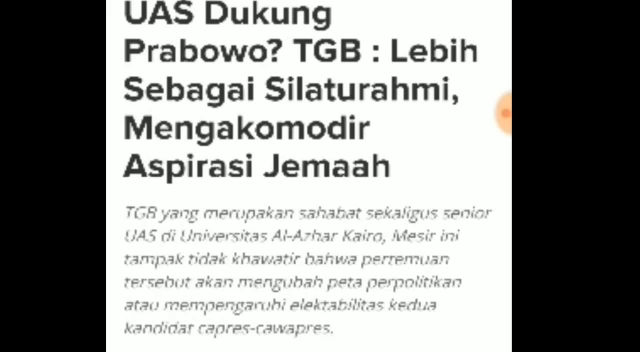 UAS Dukung
Prabowo? TGB : Lebih
Sebagai Silaturahmi,
Mengakomodir
Aspirasi Jemaah
TGB yang merupakan sahabat sekaligus senior
UAS di Universitas Al-Azhar Kairo, Mesir ini
tampak tidak khawatir bahwa pertemuan
tersebut akan mengubah peta perpolitikan
atau mempengaruhi elektabilitas kedua
kandidat capres-cawapres.